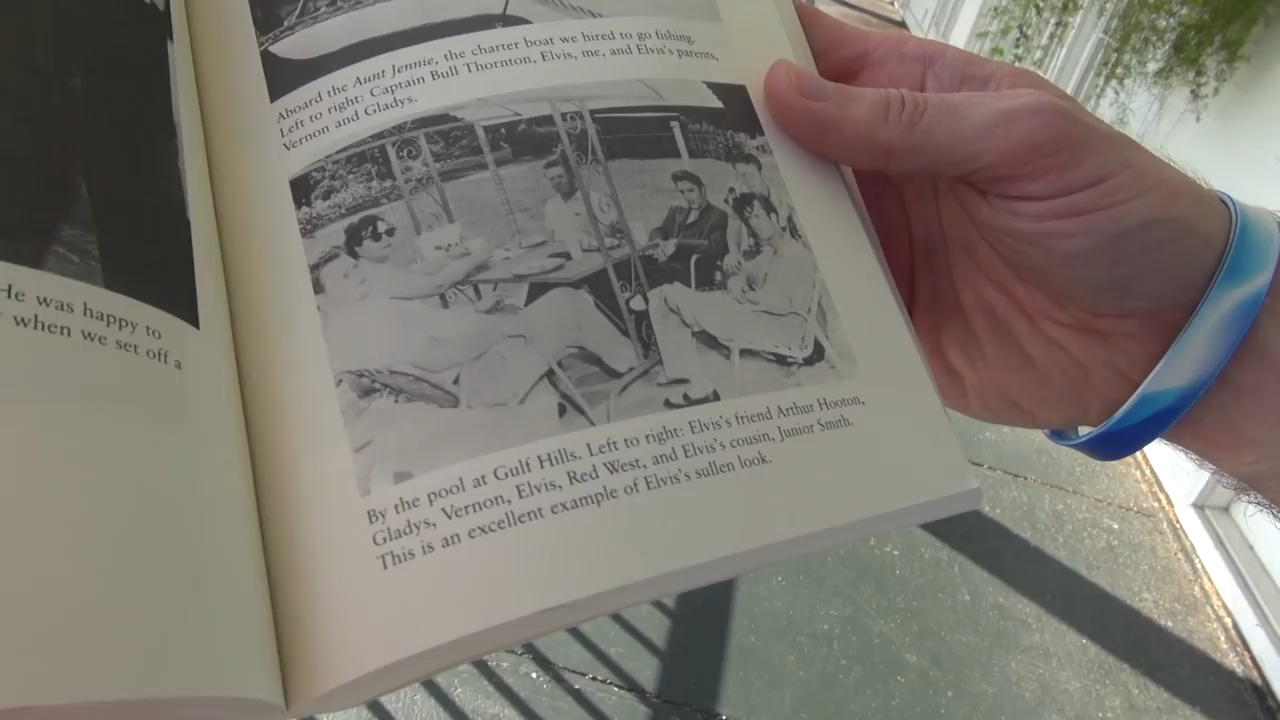 He was happy to
when we set off a
Aboard the Aunt Jennie, the charter boat we hired to go fishing.
Left to right: Captain Bull Thornton, Elvis, me, and Elvis's parents,
Vernon and Gladys.
By the pool at Gulf Hills. Left to right: Elvis's friend Arthur Hooton,
Gladys, Vernon, Elvis, Red West, and Elvis's cousin, Junior Smith.
This is an excellent example of Elvis's sullen look.